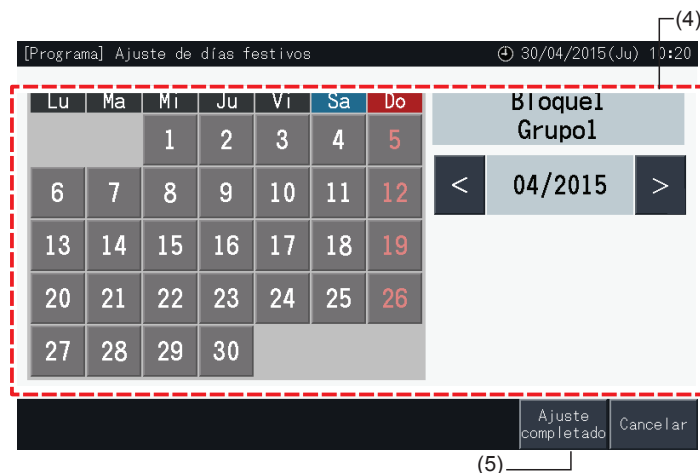 (4)
[Programa] Ajuste de días festivos 30/04/2015(Ju) 10:20
Lu Ma Mi Ju Vi Sa Do
Bloque1
Grupo1
1 2 3 4 5
< 04/2015 >
6 7 8 9 10 11 12
13 14 15 16 17 18 19
20 21 22 23 24 25 26
27 28 29 30
Ajuste
completado
Cancelar
(5)